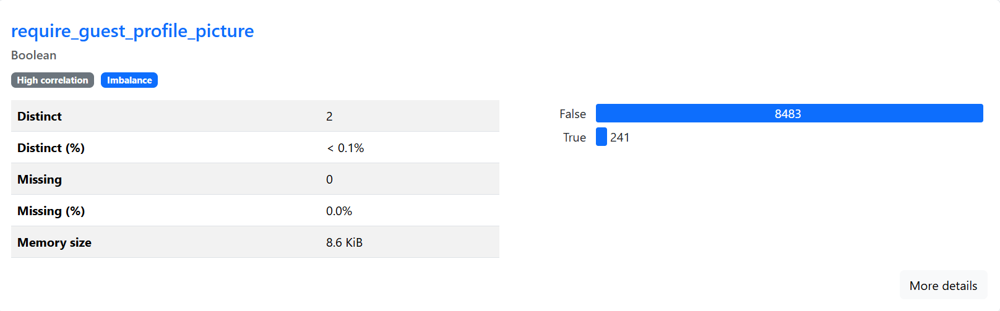 require_guest_profile_picture
Boolean
High correlation Imbalance
Distinct 2
Distinct (%) < 0.1%
Missing 0
Missing (%) 0.0%
Memory size 8.6 KiB
False 8483
True 241
More details